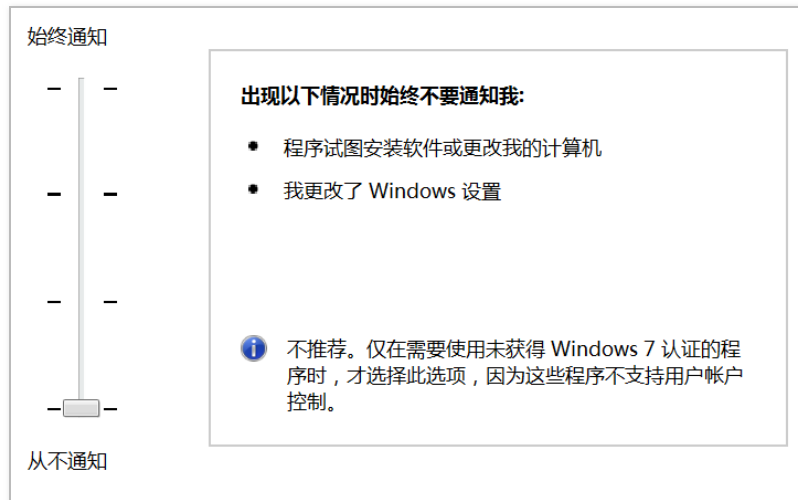 始终通知
出现以下情况时始终不要通知我:
程序试图安装软件或更改我的计算机
我更改了 Windows 设置
不推荐。仅在需要使用未获得 Windows 7 认证的程
序时，才选择此选项，因为这些程序不支持用户帐户
控制。
从不通知